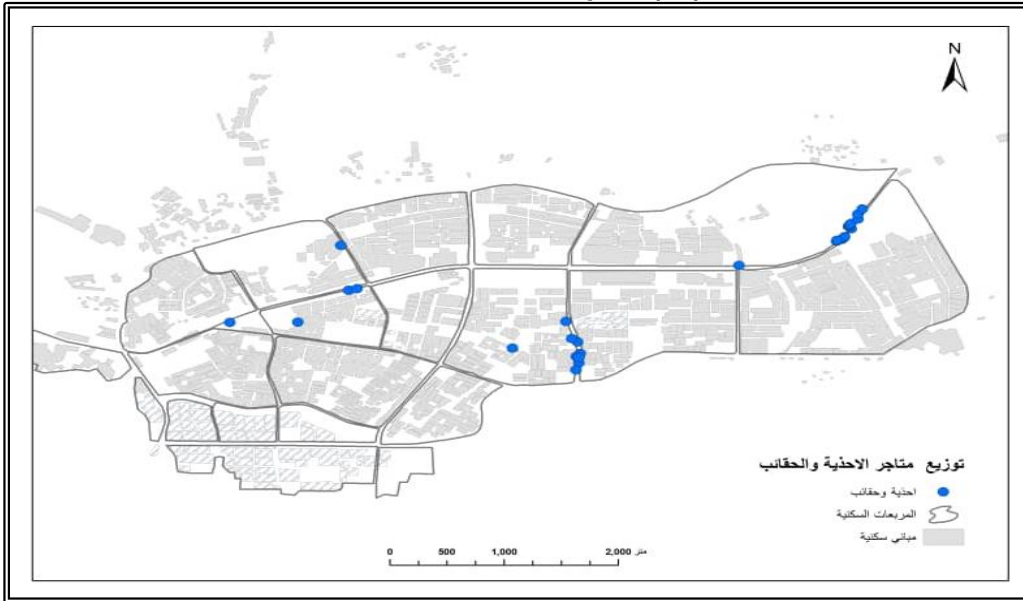 N
توزيع متاجر الاحذية والحقائب
احذية وحقائب
المربعات السكنية
مباني سكنية
0 500 1,000 2,000 متر